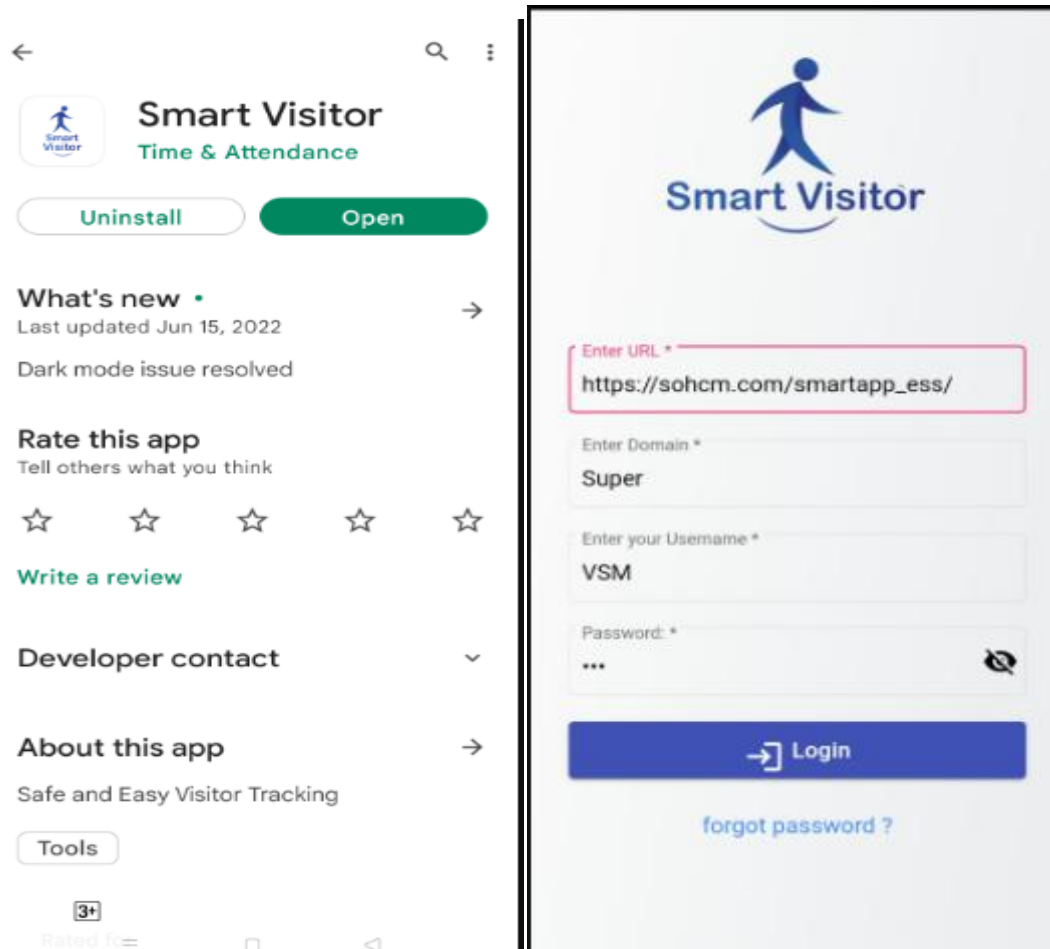 Smart Visitor
Time & Attendance
Smart
Visitor
Uninstall
Open
What's new •
Last updated Jun 15, 2022
Dark mode issue resolved
Rate this app
Tell others what you think
Write a review
Developer contact
About this app
Safe and Easy Visitor Tracking
Tools
3+
Rated for
Smart Visitor
Enter URL *
https://sohcm.com/smartapp_ess/
Enter Domain *
Super
Enter your Username *
VSM
Password: *
•••
Login
forgot password ?